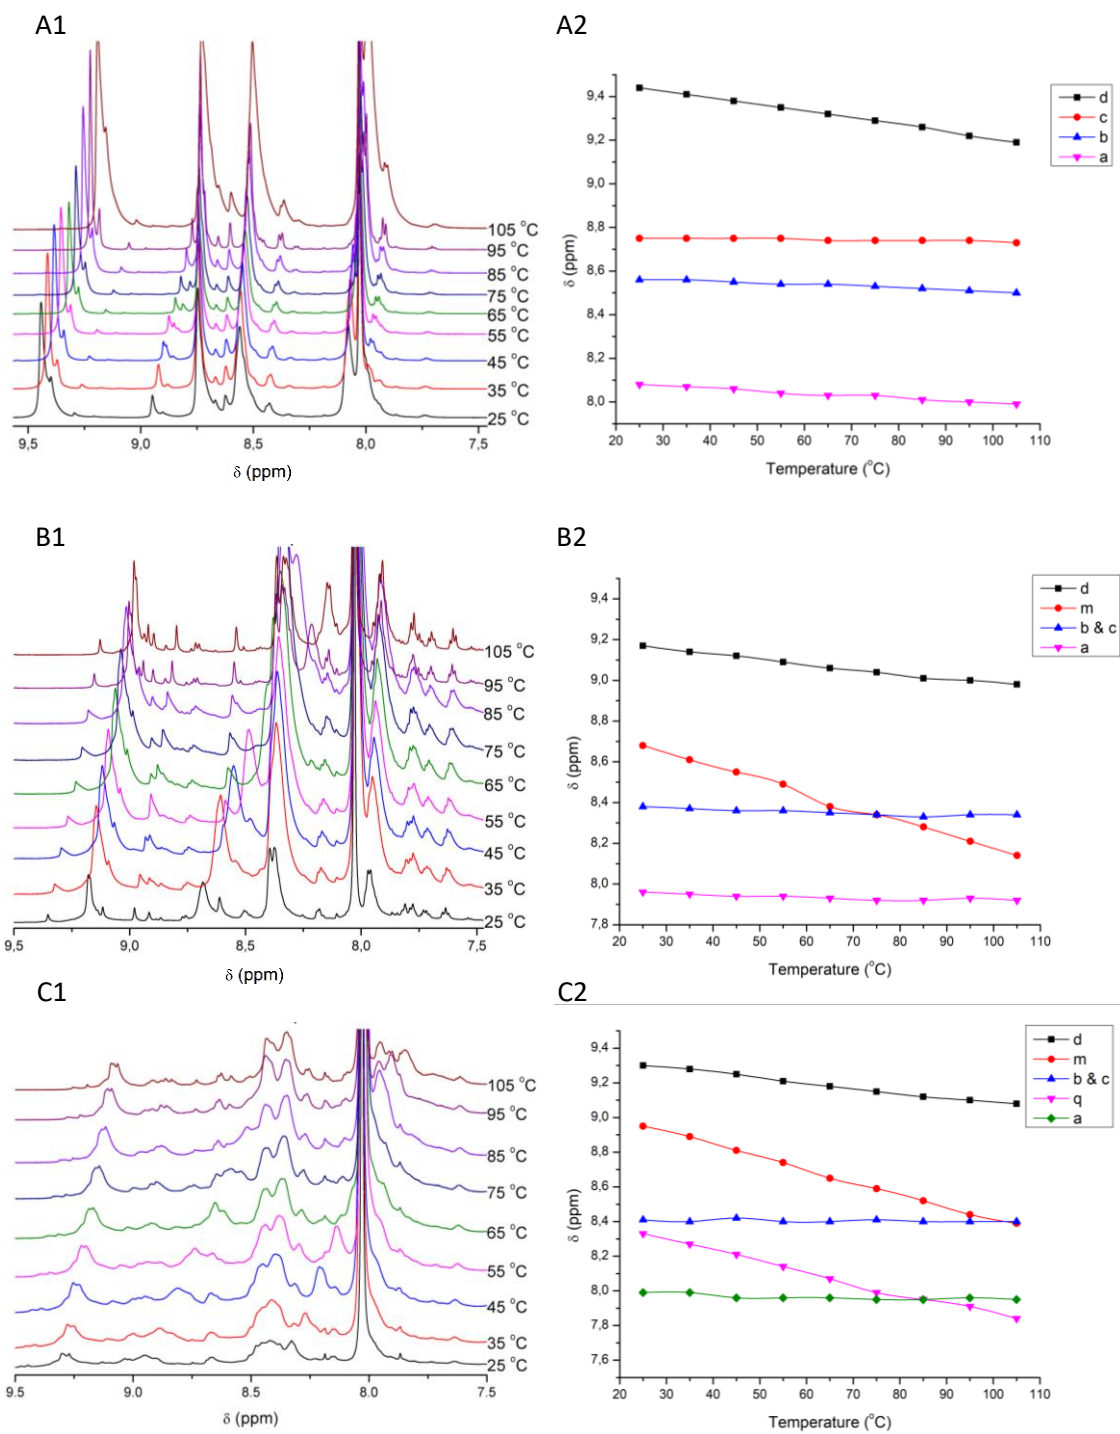 A1
105 °C
95 °C
85 °C
75 °C
65 °C
55 °C
45 °C
35 °C
25 °C
9,5 9,0 8,5 8,0 7,5
δ (ppm)
A2
9,4
9,2
9,0
8,8
8,6
8,4
8,2
8,0
δ (ppm)
20 30 40 50 60 70 80 90 100 110
Temperature (°C)
d
c
b
a
B1
105 °C
95 °C
85 °C
75 °C
65 °C
55 °C
45 °C
35 °C
25 °C
9,5 9,0 8,5 8,0 7,5
δ (ppm)
B2
9,4
9,2
9,0
8,8
8,6
8,4
8,2
8,0
7,8
δ (ppm)
20 30 40 50 60 70 80 90 100 110
Temperature (°C)
d
m
b & c
a
C1
105 °C
95 °C
85 °C
75 °C
65 °C
55 °C
45 °C
35 °C
25 °C
9.5 9.0 8.5 8.0 7.5
δ (ppm)
C2
9,4
9,2
9,0
8,8
8,6
8,4
8,2
8,0
7,8
7,6
δ (ppm)
20 30 40 50 60 70 80 90 100 110
Temperature (°C)
d
m
b & c
q
a